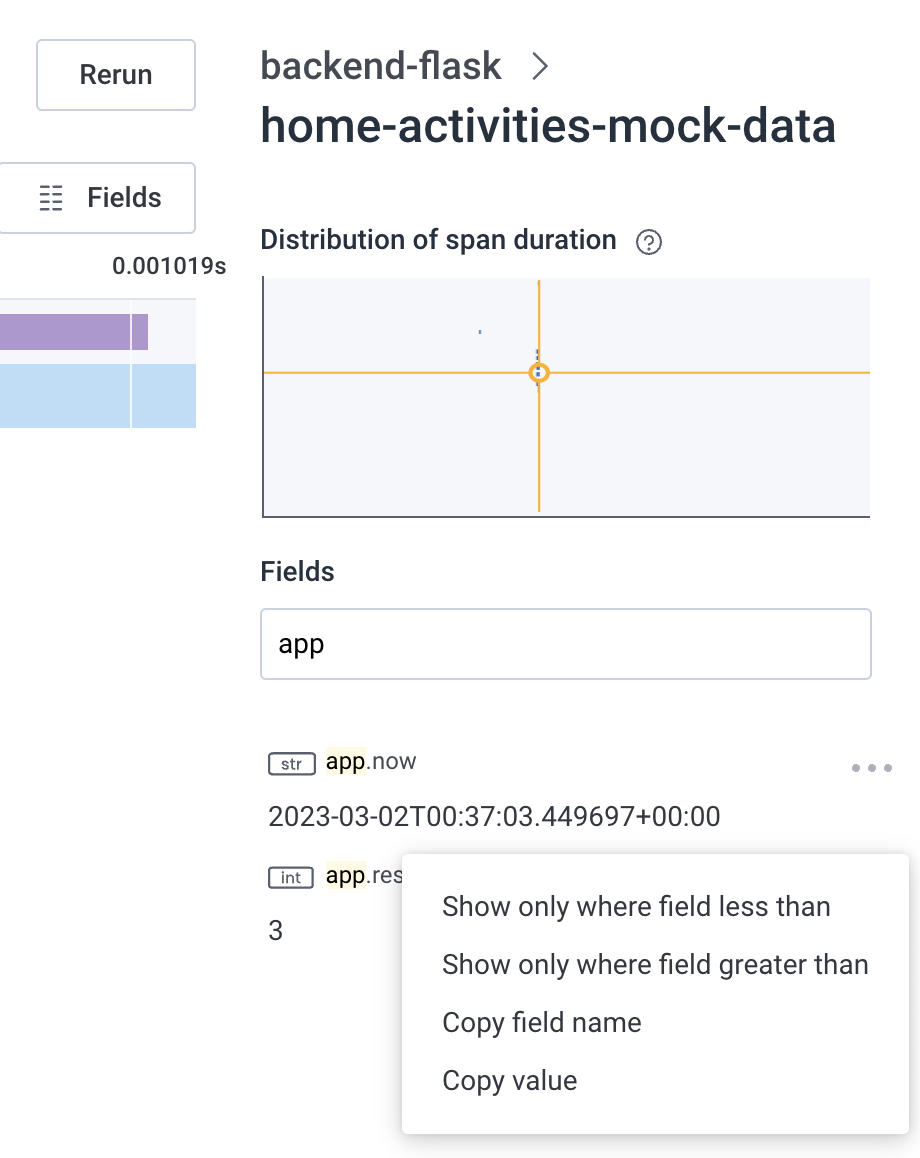 Rerun
Fields
0.001019s
backend-flask
home-activities-mock-data
Distribution of span duration
?
Fields
app
str app.now
2023-03-02T00:37:03.449697+00:00
int app.res
3
Show only where field less than
Show only where field greater than
Copy field name
Copy value